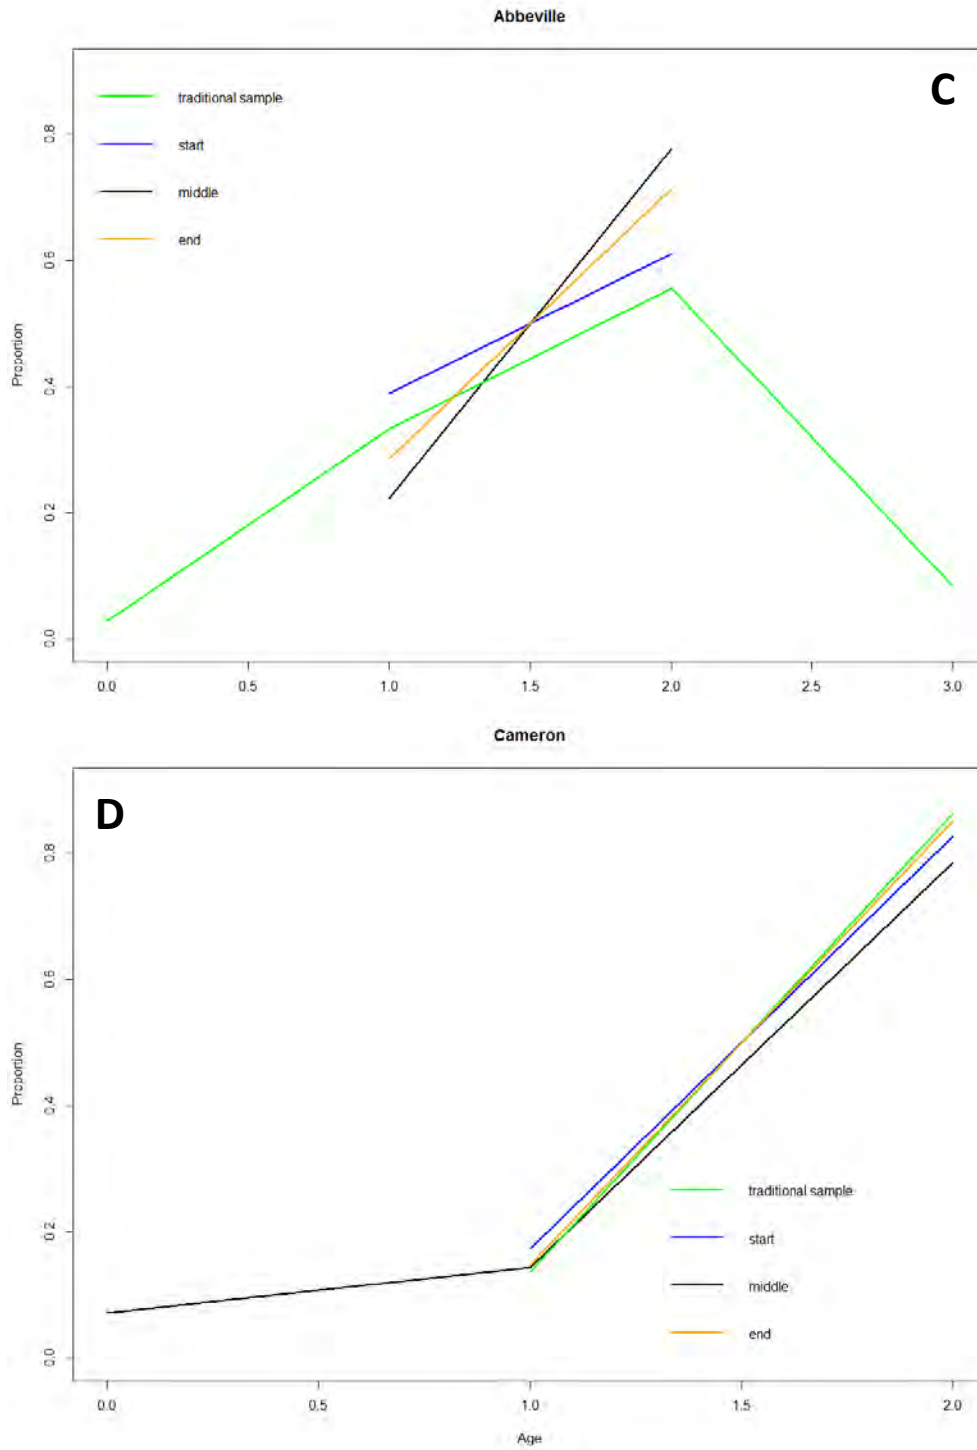 Abbeville
C
traditional sample
start
middle
end
Proportion
0.0 0.2 0.4 0.6 0.8
0.0 0.5 1.0 1.5 2.0 2.5 3.0
Cameron
D
Proportion
0.0 0.2 0.4 0.6 0.8
traditional sample
start
middle
end
0.0 0.5 1.0 1.5 2.0
Age